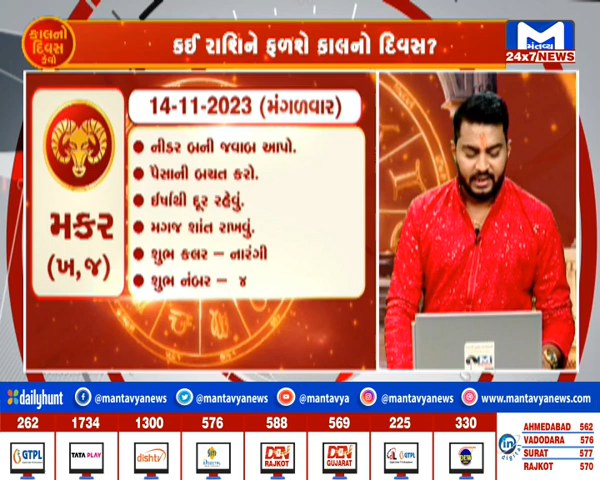 કાલનો
દિવસ
કેવો
કઈ રાશિને ફળશે કાલનો દિવસ?
મંતવ્ય
24x7NEWS
14-11-2023 (મંગળવાર)
મકર
(ખ,જ)
નીડર બની જવાબ આપો.
પૈસાની બચત કરો.
ઈર્ષાથી દૂર રહેવું.
મગજ શાંત રાખવું.
શુભ કલર – નારંગી
શુભ નંબર – ૪
dailyhunt @mantavyanews @mantavyanews @mantavya @mantavyanews www.mantavyanews.com
262 1734 1300 576 588 569 225 330
GTPL TATA PLAY dishtv DEN RAJKOT DEN GUJARAT GTPL
in digital
AHMEDABAD 562
VADODARA 576
SURAT 577
RAJKOT 570